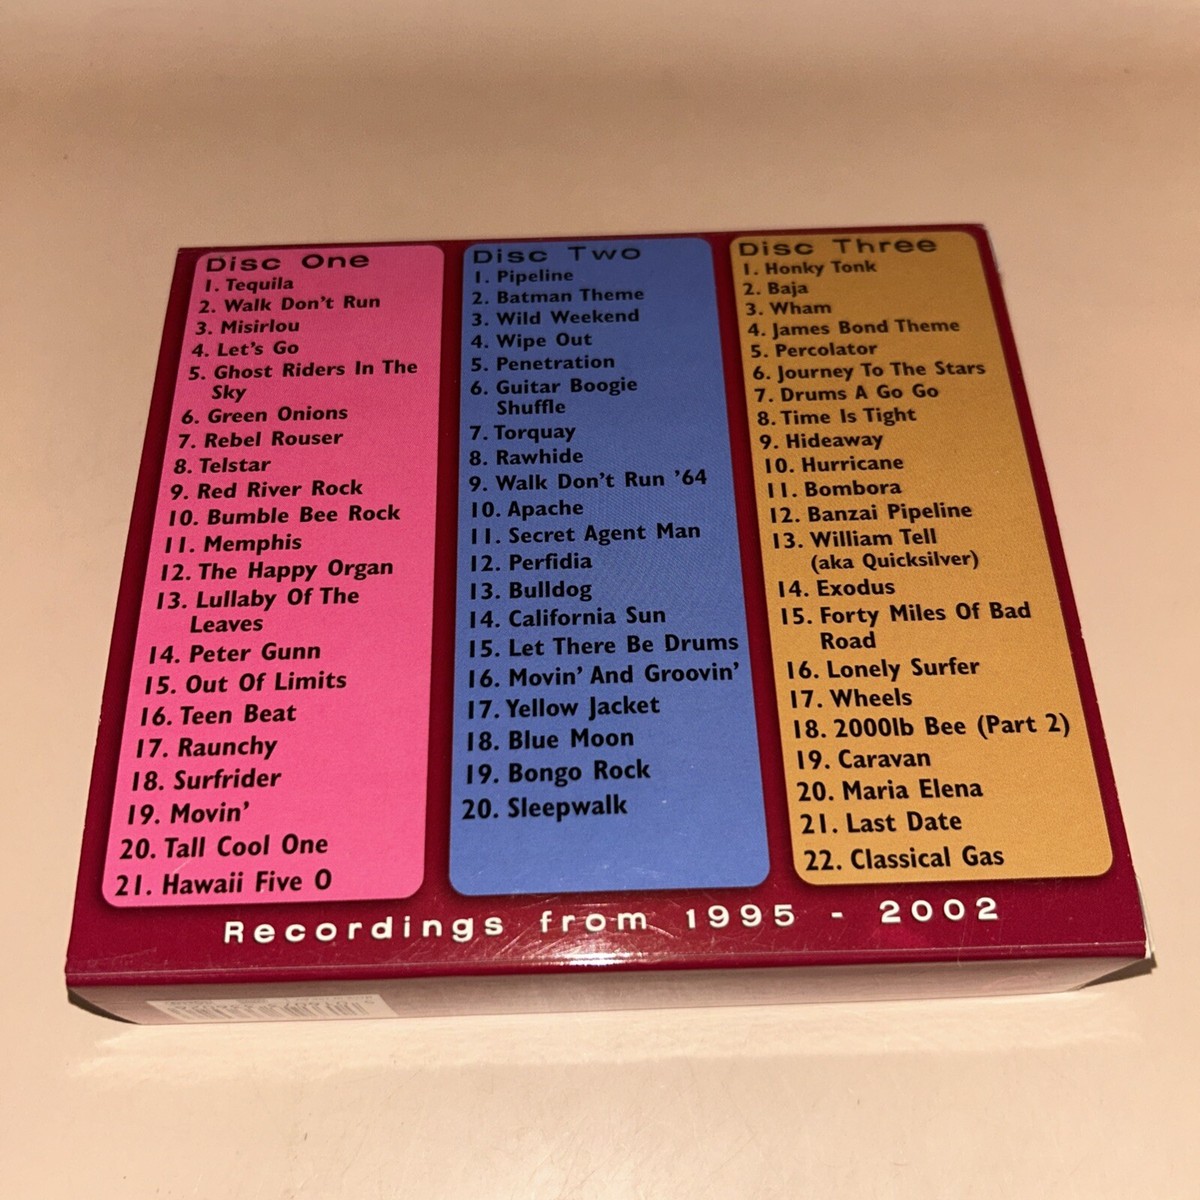 Disc One
1. Tequila
2. Walk Don't Run
3. Misirlou
4. Let's Go
5. Ghost Riders In The
Sky
6. Green Onions
7. Rebel Rouser
8. Telstar
9. Red River Rock
10. Bumble Bee Rock
11. Memphis
12. The Happy Organ
13. Lullaby Of The
Leaves
14. Peter Gunn
15. Out Of Limits
16. Teen Beat
17. Raunchy
18. Surfrider
19. Movin'
20. Tall Cool One
21. Hawaii Five O
Disc Two
1. Pipeline
2. Batman Theme
3. Wild Weekend
4. Wipe Out
5. Penetration
6. Guitar Boogie
Shuffle
7. Torquay
8. Rawhide
9. Walk Don't Run '64
10. Apache
11. Secret Agent Man
12. Perfidia
13. Bulldog
14. California Sun
15. Let There Be Drums
16. Movin' And Groovin'
17. Yellow Jacket
18. Blue Moon
19. Bongo Rock
20. Sleepwalk
Disc Three
1. Honky Tonk
2. Baja
3. Wham
4. James Bond Theme
5. Percolator
6. Journey To The Stars
7. Drums A Go Go
8. Time Is Tight
9. Hideaway
10. Hurricane
11. Bombora
12. Banzai Pipeline
13. William Tell
(aka Quicksilver)
14. Exodus
15. Forty Miles Of Bad
Road
16. Lonely Surfer
17. Wheels
18. 2000lb Bee (Part 2)
19. Caravan
20. Maria Elena
21. Last Date
22. Classical Gas
Recordings from 1995 - 2002